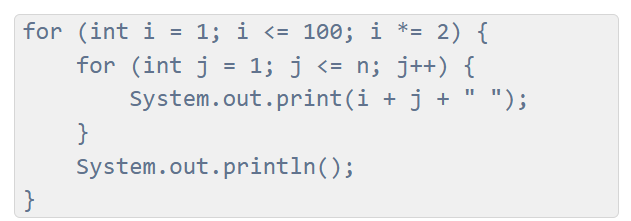 for (int i = 1; i <= 100; i *= 2) {
    for (int j = 1; j <= n; j++) {
        System.out.print(i + j + " ");
    }
    System.out.println();
}